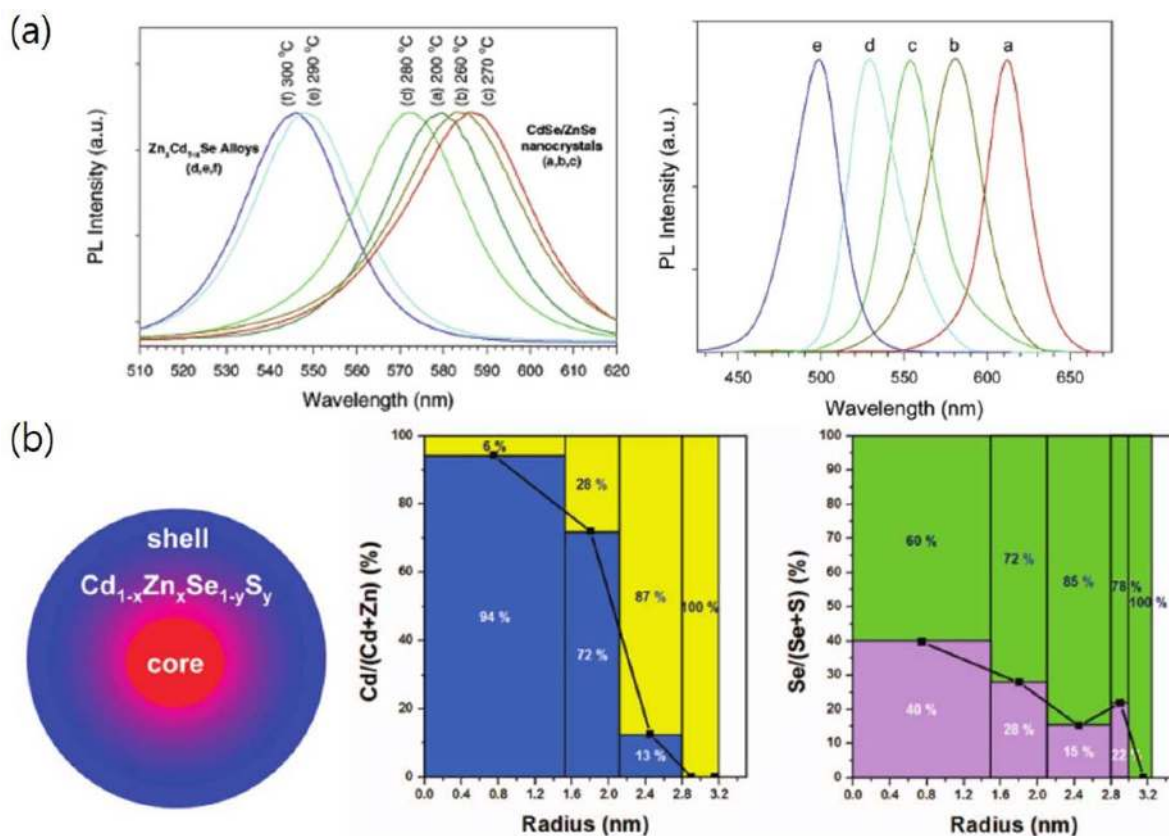 (a)
(f) 300 °C
(e) 290 °C
(d) 280 °C
(a) 200 °C
(b) 260 °C
(c) 270 °C
ZnxCd1-xSe Alloys
(d,e,f)
CdSe/ZnSe
nanocrystals
(a,b,c)
PL Intensity (a.u.)
510 520 530 540 550 560 570 580 590 600 610 620
Wavelength (nm)
e d c b a
PL Intensity (a.u.)
450 500 550 600 650
Wavelength (nm)
(b)
shell
Cd1-xZnxSe1-ySy
core
Cd/(Cd+Zn) (%)
100
80
60
40
20
0
6 %
28 %
87 %
100 %
94 %
72 %
13 %
0.0 0.4 0.8 1.2 1.6 2.0 2.4 2.8 3.2
Radius (nm)
Se/(Se+S) (%)
100
90
80
70
60
50
40
30
20
10
0
60 %
72 %
85 %
78 %
100 %
40 %
28 %
15 %
22 %
0.0 0.4 0.8 1.2 1.6 2.0 2.4 2.8 3.2
Radius (nm)